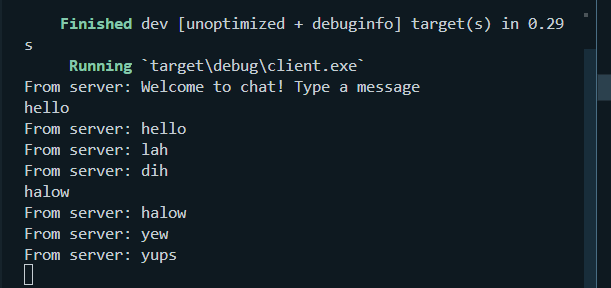 Finished dev [unoptimized + debuginfo] target(s) in 0.29
s
Running `target\debug\client.exe`
From server: Welcome to chat! Type a message
hello
From server: hello
From server: lah
From server: dih
halow
From server: halow
From server: yew
From server: yups